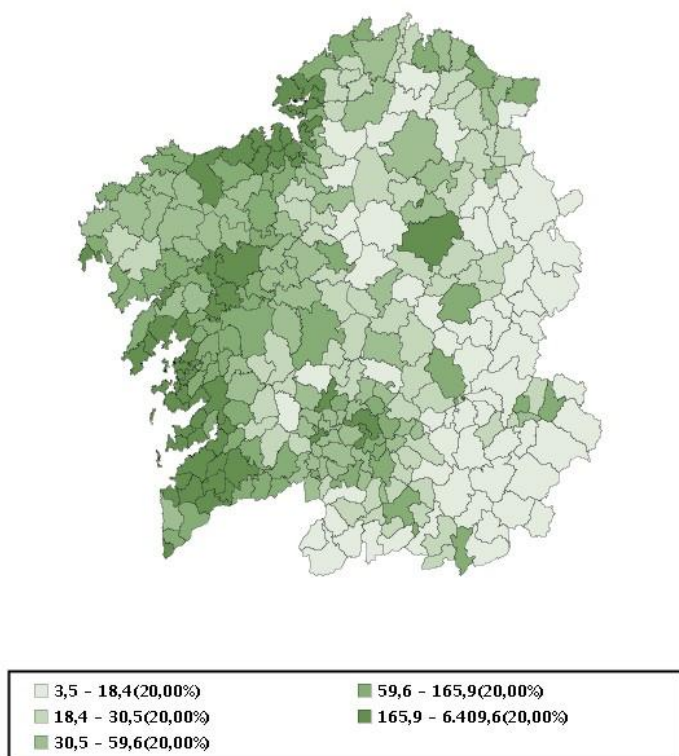 3,5 - 18,4(20,00%)
18,4 - 30,5(20,00%)
30,5 - 59,6(20,00%)
59,6 - 165,9(20,00%)
165,9 - 6.409,6(20,00%)